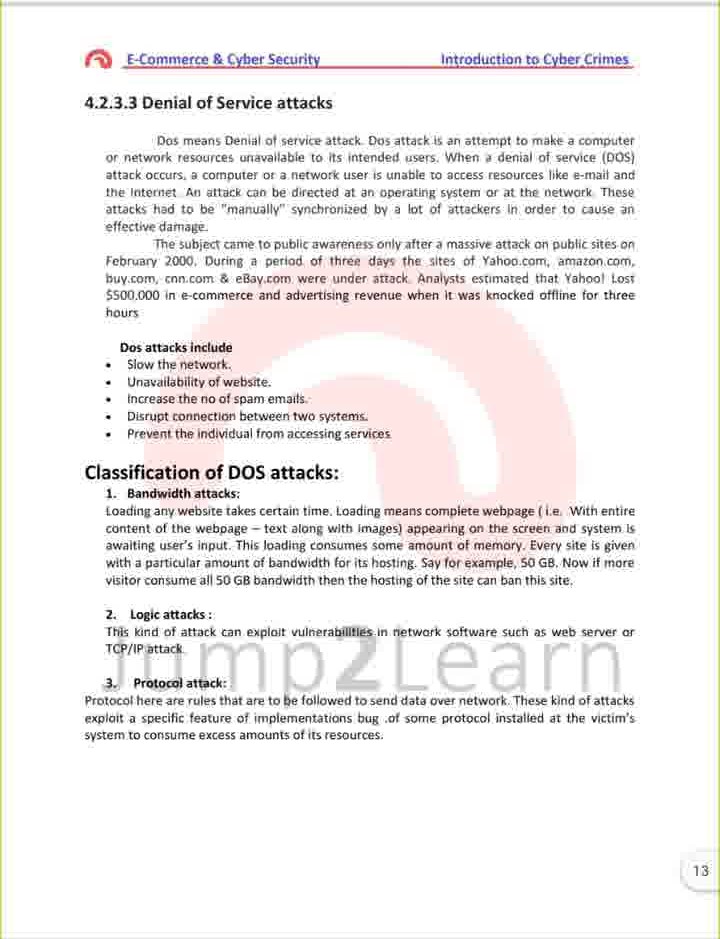 E-Commerce & Cyber Security Introduction to Cyber Crimes
4.2.3.3 Denial of Service attacks
Dos means Denial of service attack. Dos attack is an attempt to make a computer
or network resources unavailable to its intended users. When a denial of service (DOS)
attack occurs, a computer or a network user is unable to access resources like e-mail and
the Internet. An attack can be directed at an operating system or at the network. These
attacks had to be "manually" synchronized by a lot of attackers in order to cause an
effective damage.
The subject came to public awareness only after a massive attack on public sites on
February 2000. During a period of three days the sites of Yahoo.com, amazon.com,
buy.com, cnn.com & eBay.com were under attack. Analysts estimated that Yahoo! Lost
$500,000 in e-commerce and advertising revenue when it was knocked offline for three
hours
Dos attacks include
• Slow the network.
• Unavailability of website.
• Increase the no of spam emails.
• Disrupt connection between two systems.
• Prevent the individual from accessing services
Classification of DOS attacks:
1. Bandwidth attacks:
Loading any website takes certain time. Loading means complete webpage ( i.e. With entire
content of the webpage – text along with images) appearing on the screen and system is
awaiting user's input. This loading consumes some amount of memory. Every site is given
with a particular amount of bandwidth for its hosting. Say for example, 50 GB. Now if more
visitor consume all 50 GB bandwidth then the hosting of the site can ban this site.
2. Logic attacks :
This kind of attack can exploit vulnerabilities in network software such as web server or
TCP/IP attack
Jump2Learn
3. Protocol attack:
Protocol here are rules that are to be followed to send data over network. These kind of attacks
exploit a specific feature of implementations bug .of some protocol installed at the victim's
system to consume excess amounts of its resources.
13